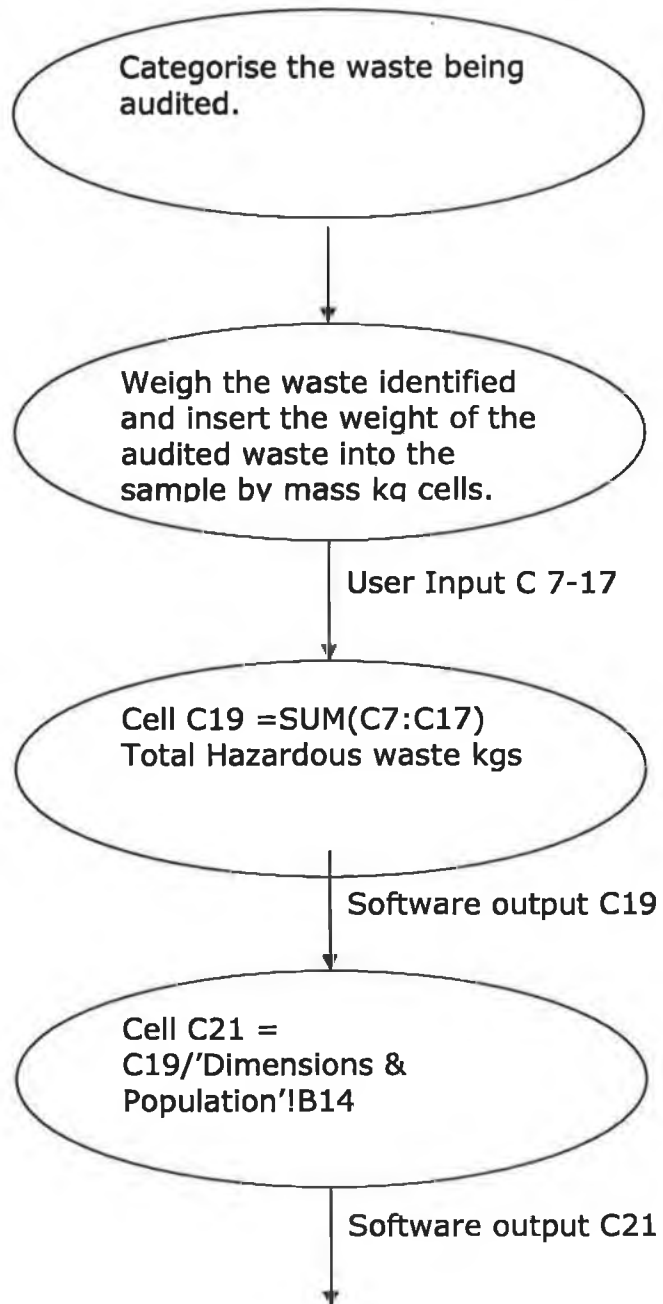 Categorise the waste being
audited.
Weigh the waste identified
and insert the weight of the
audited waste into the
sample by mass kg cells.
User Input C 7-17
Cell C19 =SUM(C7:C17)
Total Hazardous waste kgs
Software output C19
Cell C21 =
C19/’Dimensions &
Population’!B14
Software output C21